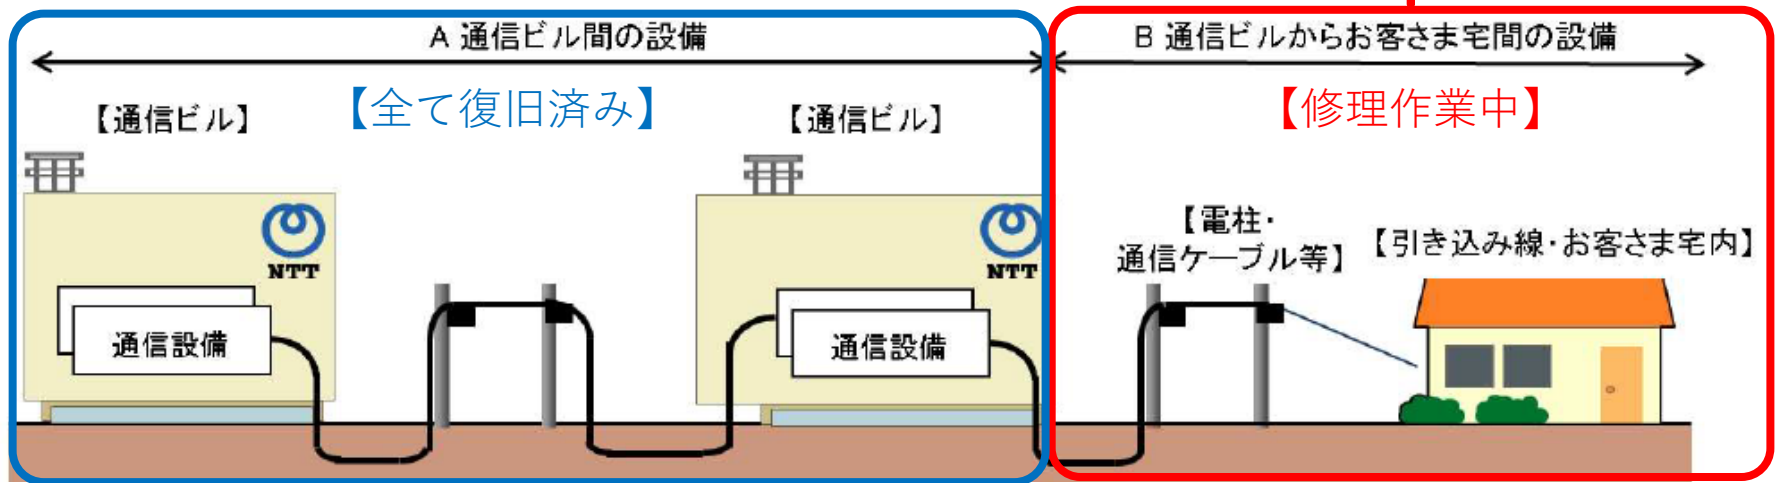 A 通信ビル間の設備
B 通信ビルからお客さま宅間の設備
【全て復旧済み】
【修理作業中】
【通信ビル】
【通信ビル】
NTT
通信設備
NTT
通信設備
【電柱・
通信ケーブル等】
【引き込み線・お客さま宅内】